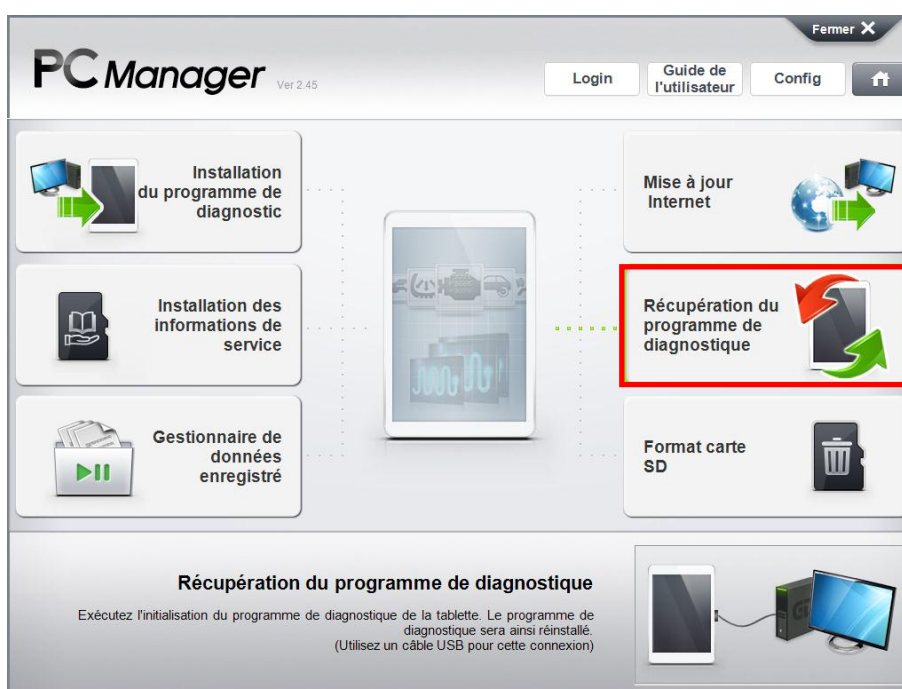 Fermer X
PC Manager Ver 2.45
Login
Guide de
l'utilisateur
Config
Installation
du programme de
diagnostic
Mise à jour
Internet
Installation des
informations de
service
Récupération du
programme de
diagnostique
Gestionnaire de
données
enregistré
Format carte
SD
Récupération du programme de diagnostique
Exécutez l'initialisation du programme de diagnostique de la tablette. Le programme de
diagnostique sera ainsi réinstallé.
(Utilisez un câble USB pour cette connexion)